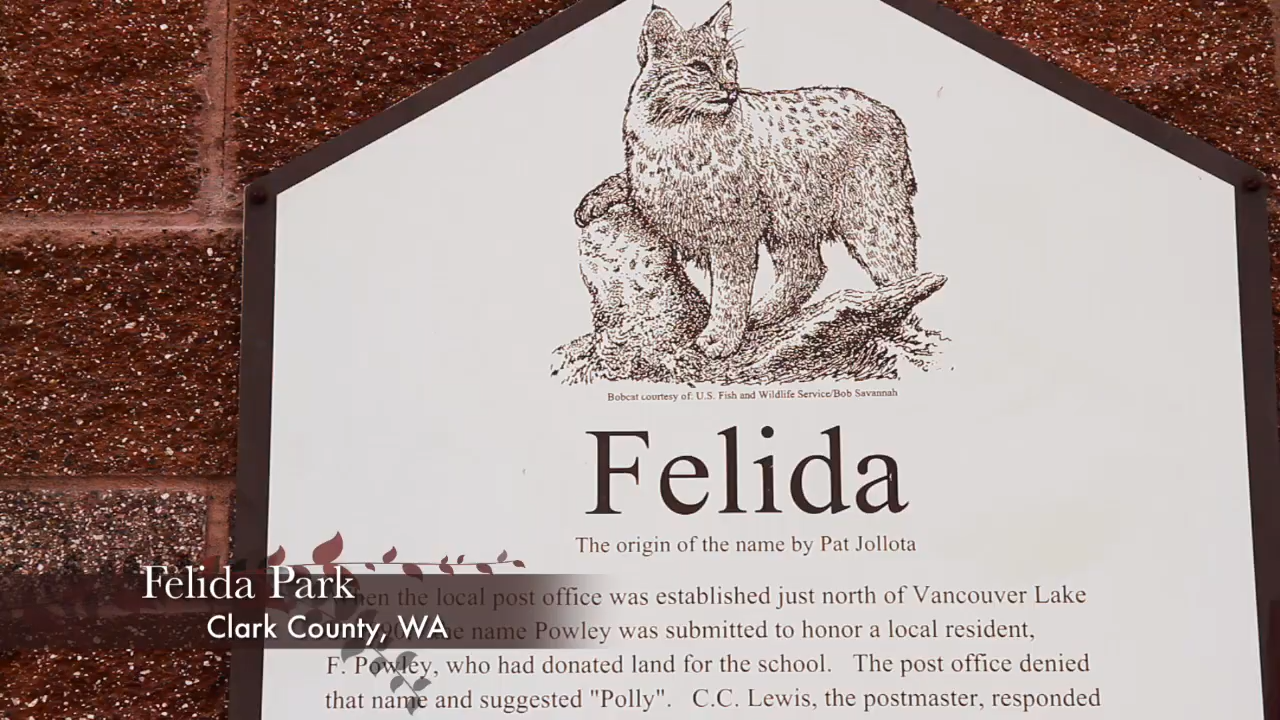 Bobcat courtesy of: U.S. Fish and Wildlife Service/Bob Savannah
Felida
The origin of the name by Pat Jollota
When the local post office was established just north of Vancouver Lake
the name Powley was submitted to honor a local resident,
F. Powley, who had donated land for the school. The post office denied
that name and suggested "Polly". C.C. Lewis, the postmaster, responded
Felida Park
Clark County, WA